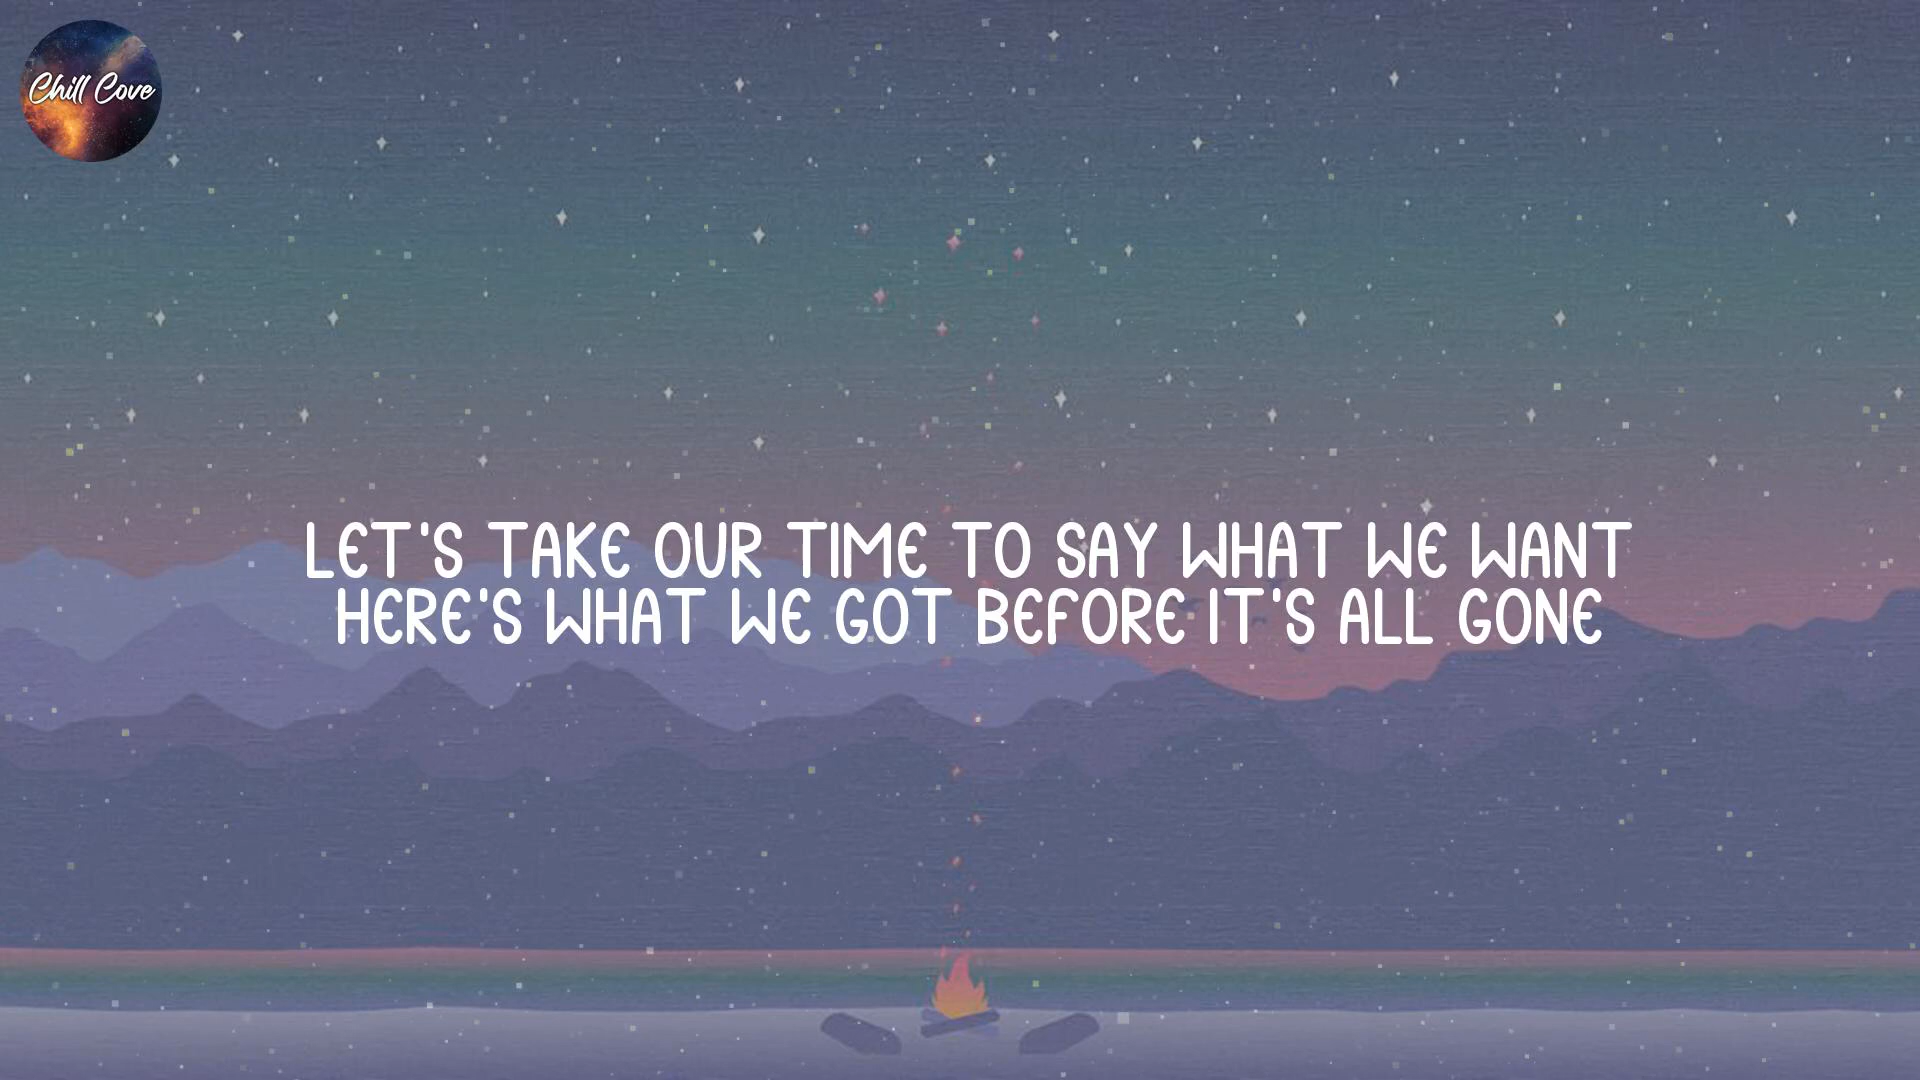 Chill Cove
LET'S TAKE OUR TIME TO SAY WHAT WE WANT
HERE'S WHAT WE GOT BEFORE IT'S ALL GONE